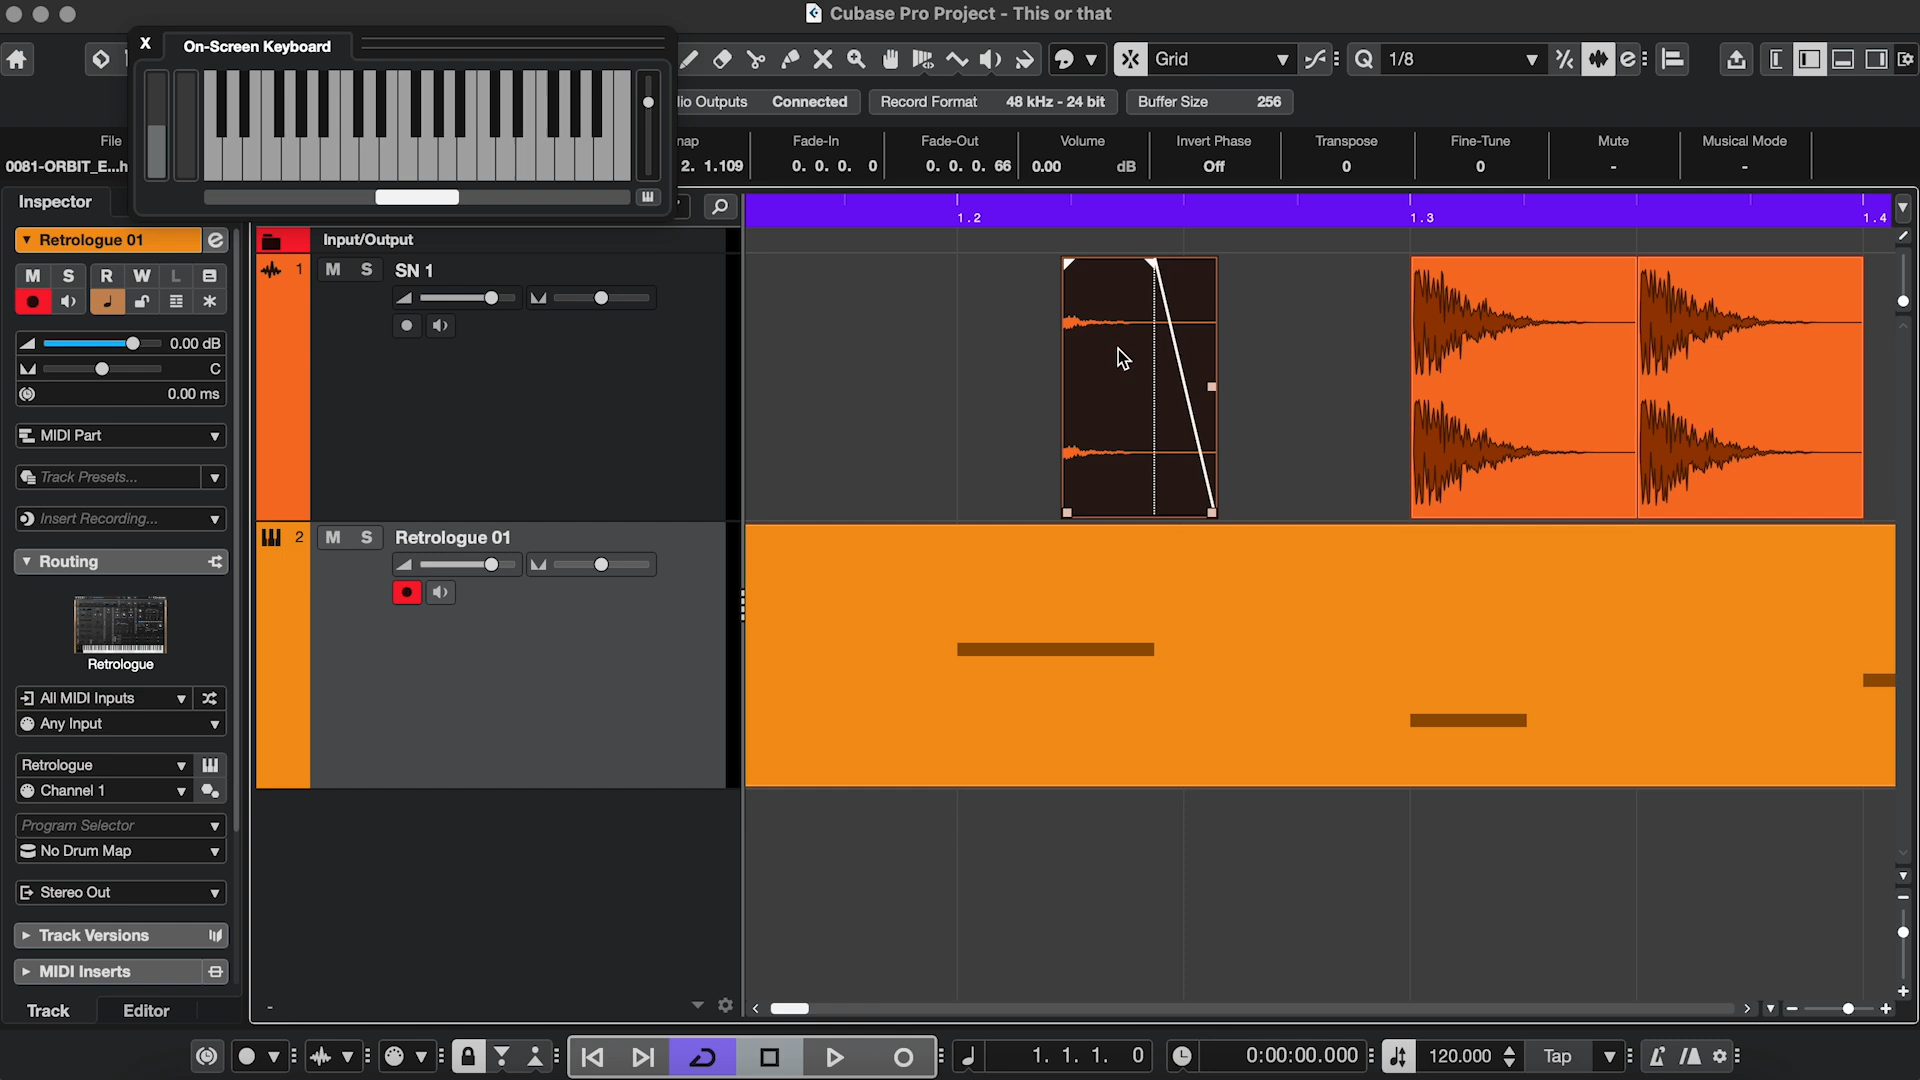 Cubase Pro Project - This or that
X On-Screen Keyboard
Grid
Q 1/8
Connected
Record Format 48 kHz - 24 bit
Buffer Size 256
File
Fade-In
Fade-Out
Volume
Invert Phase
Transpose
Fine-Tune
Mute
Musical Mode
2. 1.109
0. 0. 0. 0
0. 0. 0. 66
0.00 dB
Off
0
0
-
-
Inspector
1.2
1.3
1.4
Retrologue 01
e
M S R W L
0.00 dB
C
0.00 ms
MIDI Part
Track Presets...
Insert Recording...
Routing
Retrologue
All MIDI Inputs
Any Input
Retrologue
Channel 1
Program Selector
No Drum Map
Stereo Out
Track Versions
MIDI Inserts
Track
Editor
Input/Output
1 M S SN 1
2 M S Retrologue 01
1. 1. 1. 0
0:00:00.000
120.000
Tap